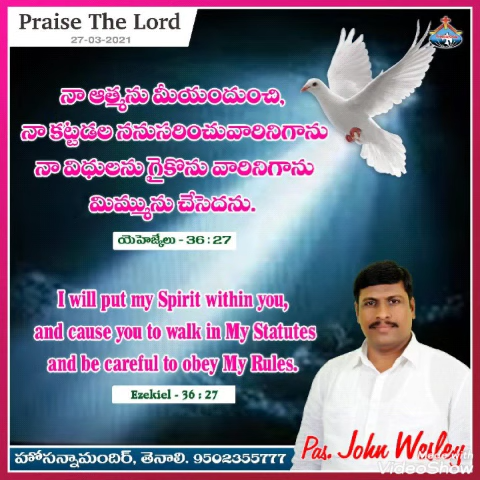 Praise The Lord
27-03-2021
నా ఆత్మను మీయందుంచి,
నా కట్టడల ననుసరించువారినిగాను
నా విధులను గైకొను వారినిగాను
మిమ్మును చేసెదను.
యెహెజ్కేలు - 36 : 27
I will put my Spirit within you,
and cause you to walk in My Statutes
and be careful to obey My Rules.
Ezekiel - 36 : 27
Pas. John Wesley
హోసన్నామందిర్, తెనాలి. 9502355777
Made with
VideoShow